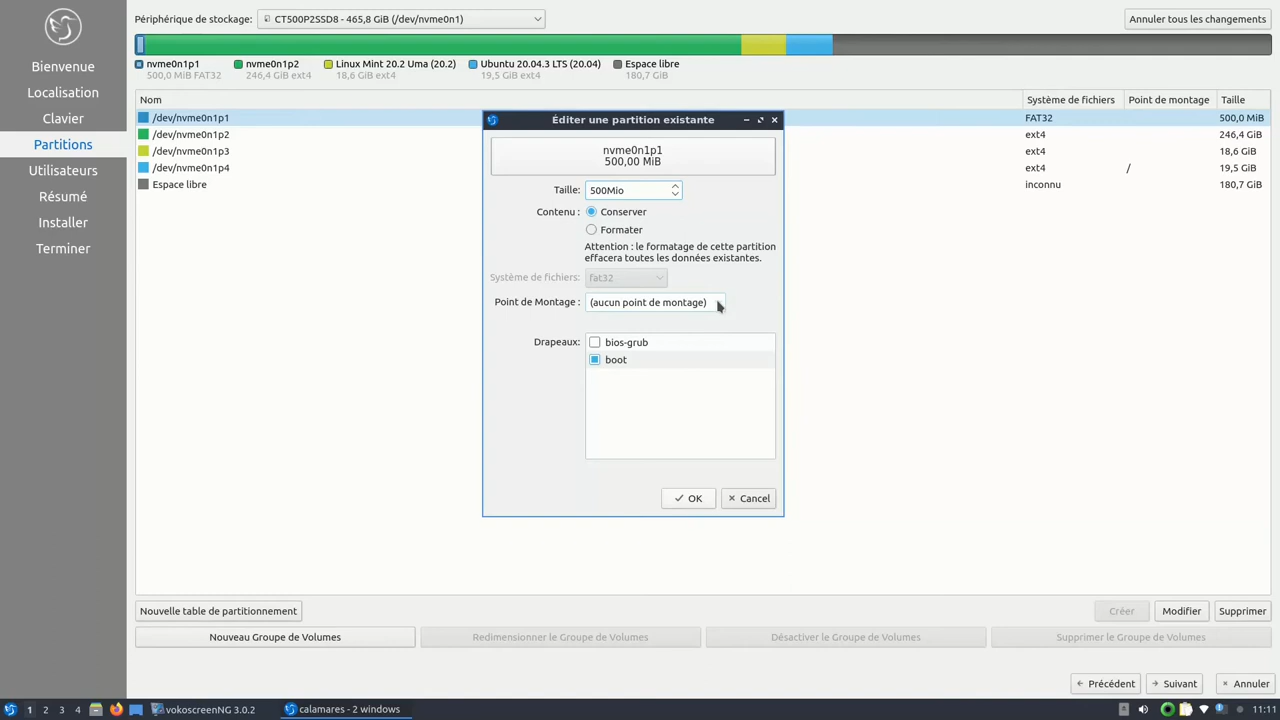 Périphérique de stockage:
CT500P2SSD8 - 465,8 GiB (/dev/nvme0n1)
Annuler tous les changements
nvme0n1p1
500,0 MiB FAT32
nvme0n1p2
246,4 GiB ext4
Linux Mint 20.2 Uma (20.2)
18,6 GiB ext4
Ubuntu 20.04.3 LTS (20.04)
19,5 GiB ext4
Espace libre
180,7 GiB
Bienvenue
Localisation
Clavier
Partitions
Utilisateurs
Résumé
Installer
Terminer
Nom Système de fichiers Point de montage Taille
/dev/nvme0n1p1 FAT32 500,0 MiB
/dev/nvme0n1p2 ext4 246,4 GiB
/dev/nvme0n1p3 ext4 18,6 GiB
/dev/nvme0n1p4 ext4 / 19,5 GiB
Espace libre inconnu 180,7 GiB
Éditer une partition existante
nvme0n1p1
500,00 MiB
Taille: 500Mio
Contenu : Conserver
Formater
Attention : le formatage de cette partition
effacera toutes les données existantes.
Système de fichiers: fat32
Point de Montage : (aucun point de montage)
Drapeaux: bios-grub
boot
OK Cancel
Nouvelle table de partitionnement Créer Modifier Supprimer
Nouveau Groupe de Volumes Redimensionner le Groupe de Volumes Désactiver le Groupe de Volumes Supprimer le Groupe de Volumes
Précédent Suivant Annuler
1 2 3 4 vokoscreenNG 3.0.2 calamares - 2 windows 11:11